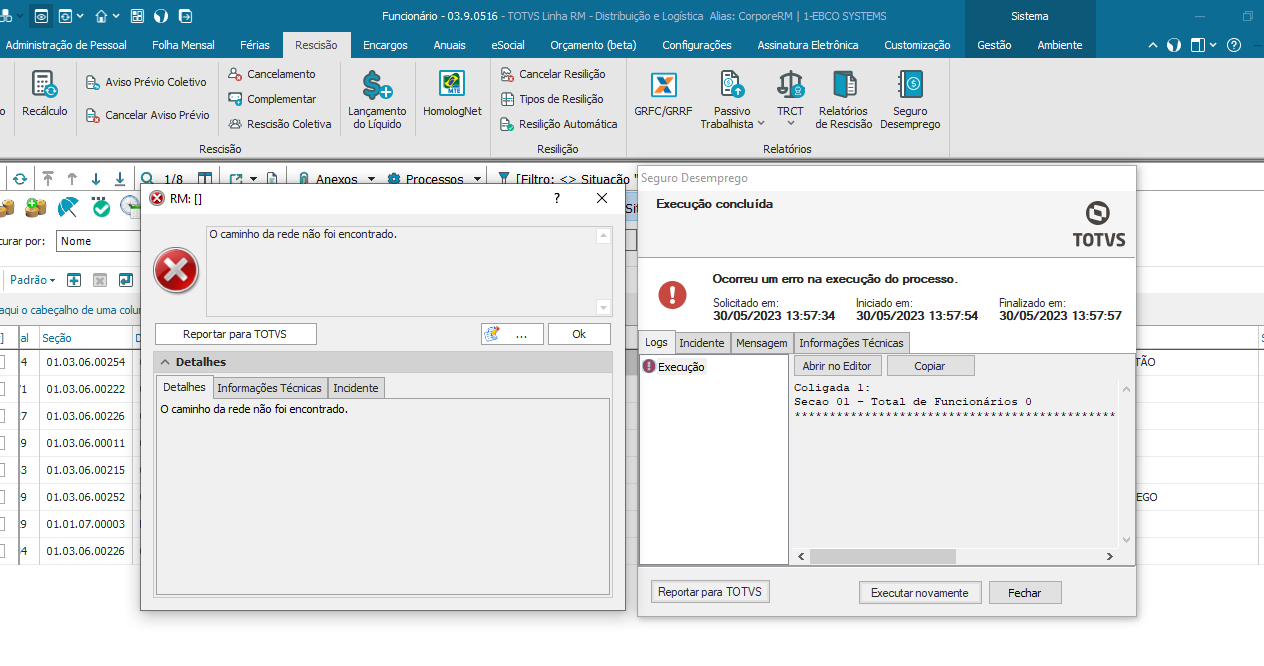 Funcionário - 03.9.0516 - TOTVS Linha RM - Distribuição e Logística Alias: CorporeRM | 1-EBCO SYSTEMS
Sistema
Administração de Pessoal Folha Mensal Férias Rescisão Encargos Anuais eSocial Orçamento (beta) Configurações Assinatura Eletrônica Customização Gestão Ambiente
Recálculo
Aviso Prévio Coletivo
Cancelar Aviso Prévio
Cancelamento
Complementar
Rescisão Coletiva
Lançamento
do Líquido
HomologNet
MTE
Cancelar Resilição
Tipos de Resilição
Resilição Automática
GRFC/GRRF
Passivo
Trabalhista
TRCT
Relatórios
de Rescisão
Seguro
Desemprego
Rescisão
Resilição
Relatórios
1/8 Anexos Processos [Filtro: <> Situacao "
curar por: Nome
Padrão
aqui o cabeçalho de uma colu
al Seção
4 01.03.06.00254
/1 01.03.06.00222
.7 01.03.06.00226
9 01.03.06.00011
3 01.03.06.00215
9 01.03.06.00252
9 01.01.07.00003
4 01.03.06.00226
Sit
TÃO
EGO
RM: [] ?
O caminho da rede não foi encontrado.
Reportar para TOTVS ... Ok
Detalhes
Detalhes Informações Técnicas Incidente
O caminho da rede não foi encontrado.
Seguro Desemprego
Execução concluída
TOTVS
Ocorreu um erro na execução do processo.
Solicitado em: Iniciado em: Finalizado em:
30/05/2023 13:57:34 30/05/2023 13:57:54 30/05/2023 13:57:57
Logs Incidente Mensagem Informações Técnicas
Execução
Abrir no Editor Copiar
Coligada 1:
Secao 01 - Total de Funcionários 0
**********************************************
Reportar para TOTVS Executar novamente Fechar